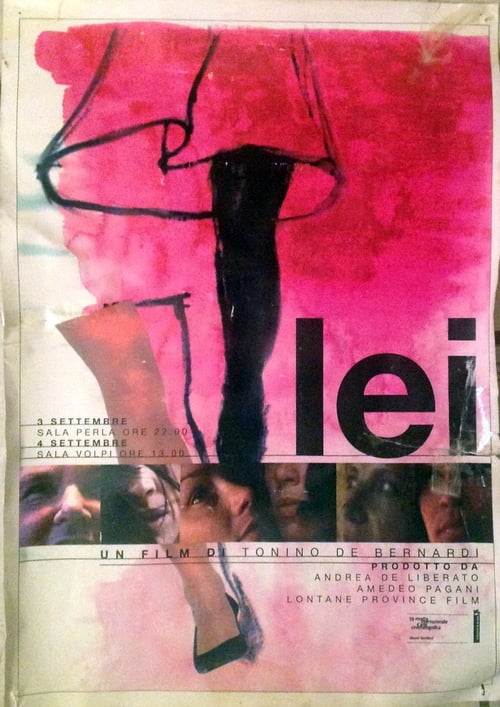 lei
3 SETTEMBRE
SALA PERLA ORE 22.00
4 SETTEMBRE
SALA VOLPI ORE 13.00
UN FILM DI TONINO DE BERNARDI
PRODOTTO DA
ANDREA DE LIBERATO
AMEDEO PAGANI
LONTANE PROVINCE FILM